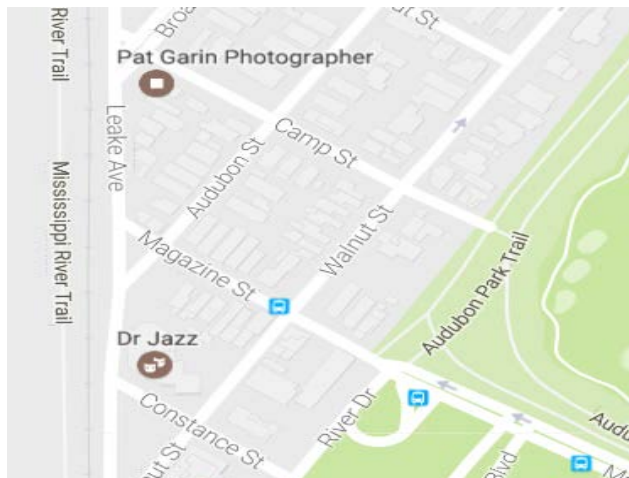 River Trail
Pat Garin Photographer
Leake Ave
Camp St
Audubon St
Mississippi River Trail
Walnut St
Magazine St
Audubon Park Trail
Dr Jazz
River Dr
Constance St